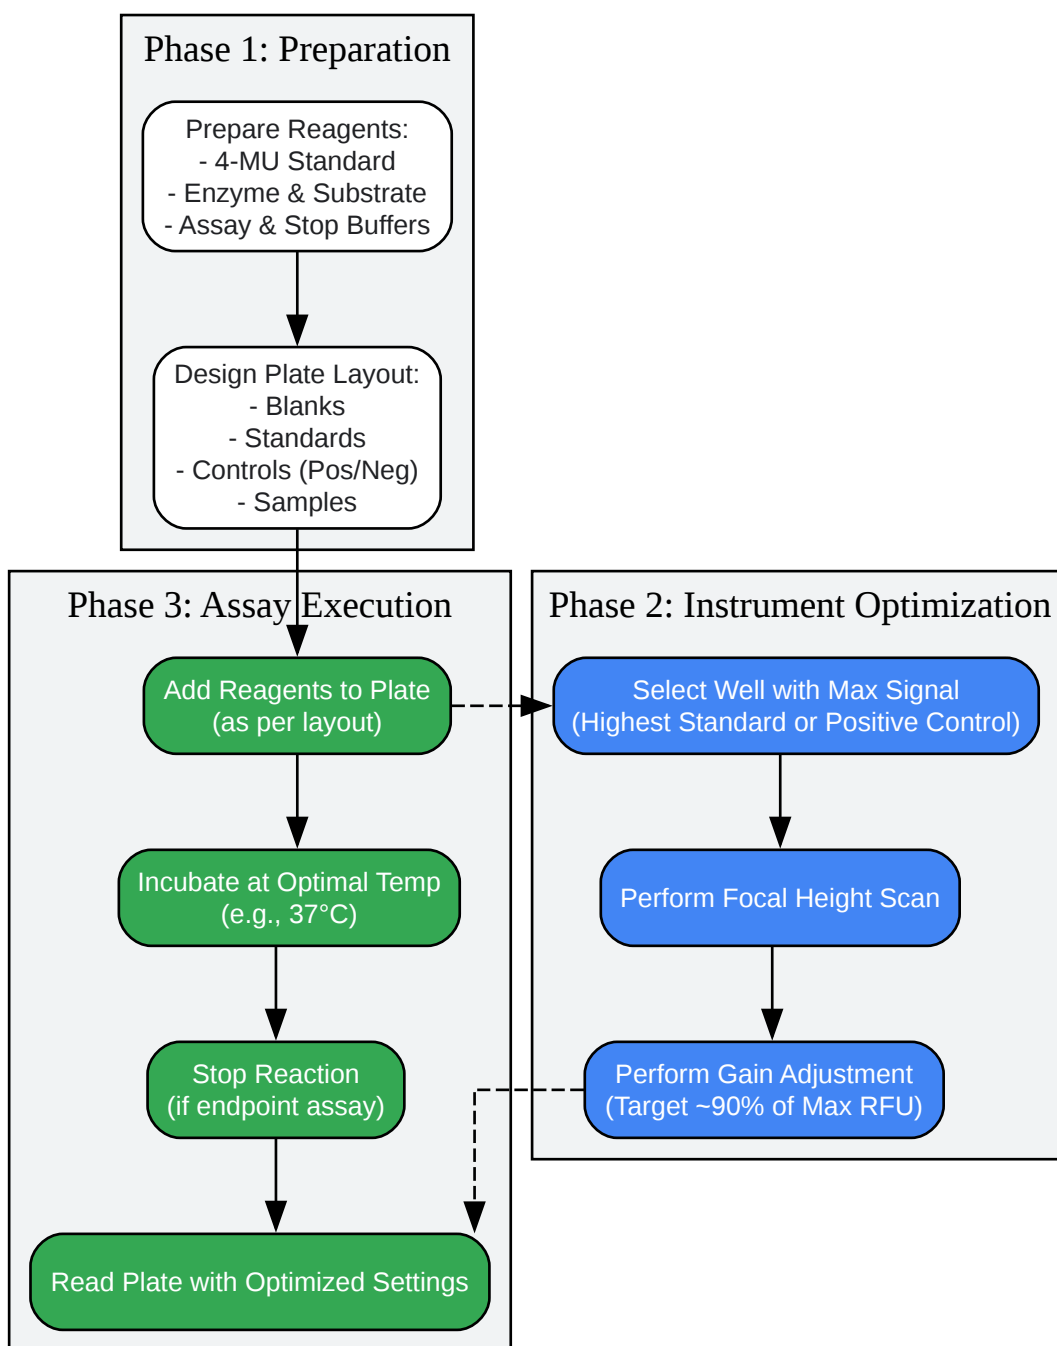 Phase 1: Preparation
Prepare Reagents:
- 4-MU Standard
- Enzyme & Substrate
- Assay & Stop Buffers
Design Plate Layout:
- Blanks
- Standards
- Controls (Pos/Neg)
- Samples
Phase 3: Assay Execution
Add Reagents to Plate
(as per layout)
Incubate at Optimal Temp
(e.g., 37°C)
Stop Reaction
(if endpoint assay)
Read Plate with Optimized Settings
Phase 2: Instrument Optimization
Select Well with Max Signal
(Highest Standard or Positive Control)
Perform Focal Height Scan
Perform Gain Adjustment
(Target ~90% of Max RFU)